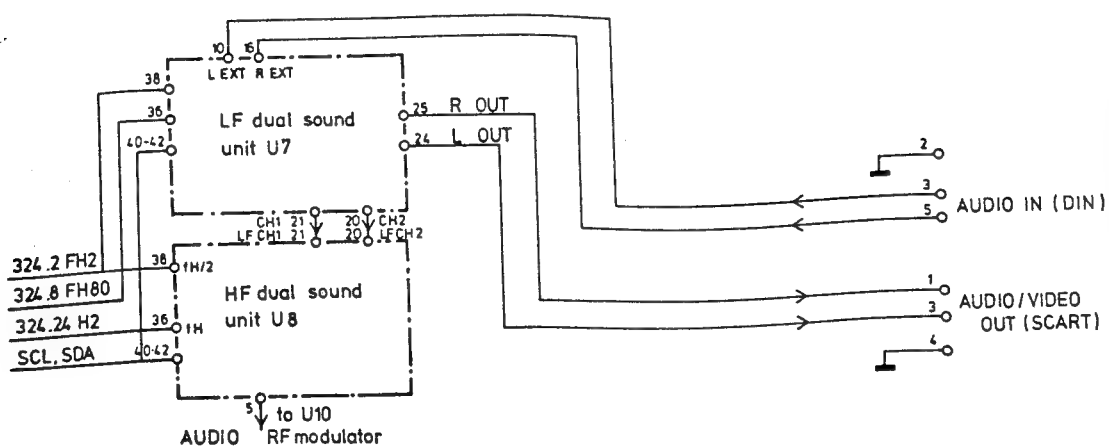 10 16
L EXT R EXT
38
36
40-42
LF dual sound
unit U7
25 R OUT
24 L OUT
2
3
5
AUDIO IN (DIN)
CH1 21 20 CH2
LF CH1 21 20 LF CH2
324.2 FH2
38 fH/2
324.8 FH80
324.24 H2
36 fH
SCL, SDA
40-42
HF dual sound
unit U8
1
3
4
AUDIO/VIDEO
OUT (SCART)
5 to U10
AUDIO RF modulator